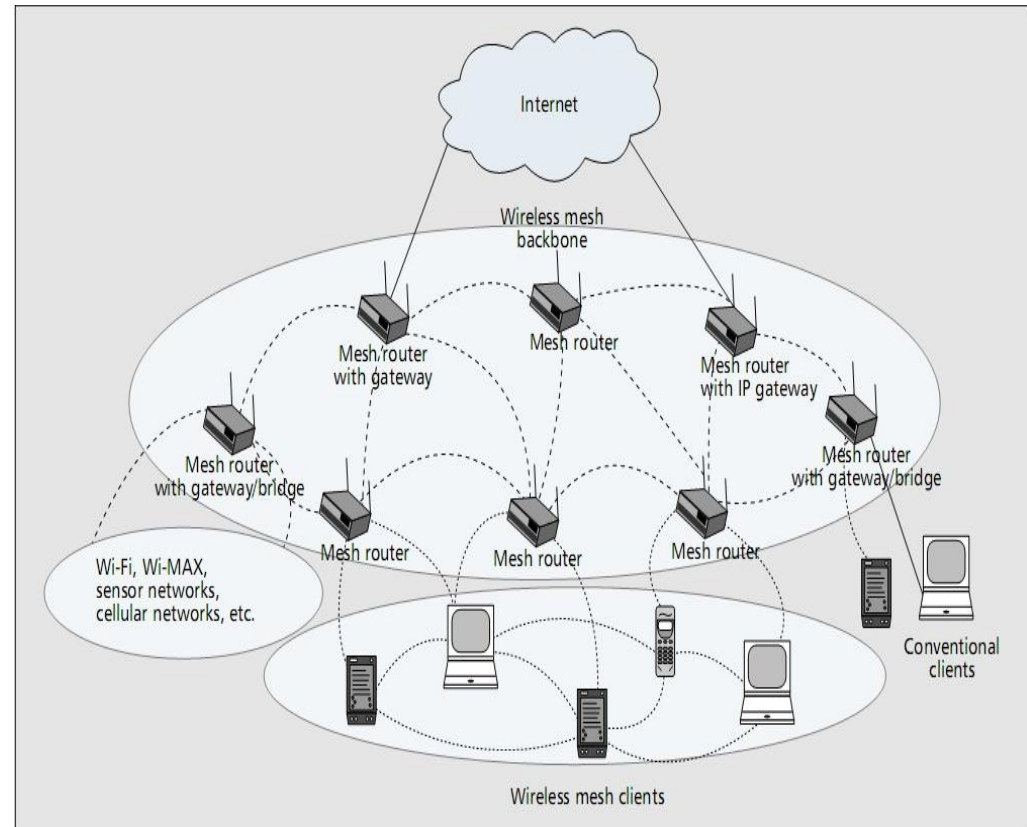 Internet
Wireless mesh
backbone
Mesh router
with gateway
Mesh router
Mesh router
with IP gateway
Mesh router
with gateway/bridge
Mesh router
with gateway/bridge
Mesh router
Mesh router
Mesh router
Wi-Fi, Wi-MAX,
sensor networks,
cellular networks, etc.
Conventional
clients
Wireless mesh clients